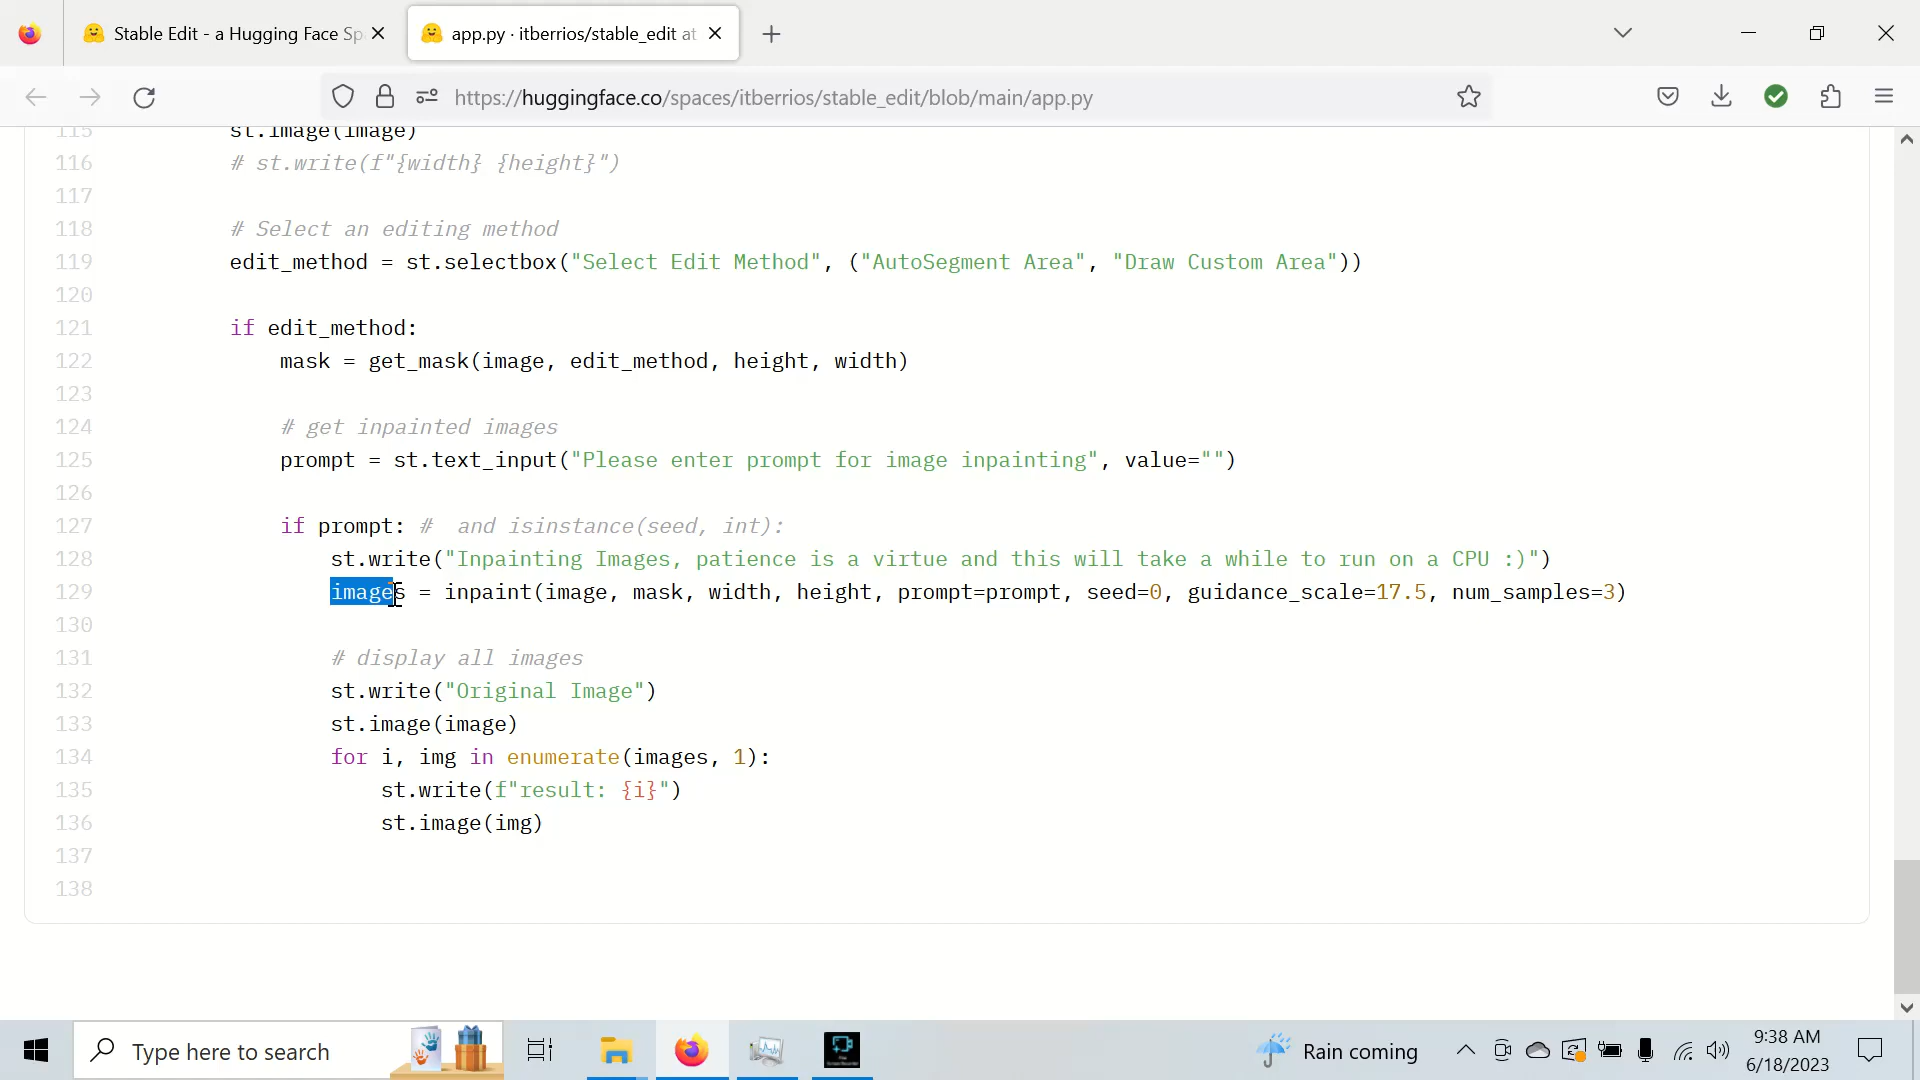 Stable Edit - a Hugging Face Sp
app.py · itberrios/stable_edit at
https://huggingface.co/spaces/itberrios/stable_edit/blob/main/app.py
115 st.image(image)
116 # st.write(f"{width} {height}")
117
118 # Select an editing method
119 edit_method = st.selectbox("Select Edit Method", ("AutoSegment Area", "Draw Custom Area"))
120
121 if edit_method:
122 mask = get_mask(image, edit_method, height, width)
123
124 # get inpainted images
125 prompt = st.text_input("Please enter prompt for image inpainting", value="")
126
127 if prompt: #  and isinstance(seed, int):
128 st.write("Inpainting Images, patience is a virtue and this will take a while to run on a CPU :)")
129 images = inpaint(image, mask, width, height, prompt=prompt, seed=0, guidance_scale=17.5, num_samples=3)
130
131 # display all images
132 st.write("Original Image")
133 st.image(image)
134 for i, img in enumerate(images, 1):
135 st.write(f"result: {i}")
136 st.image(img)
137
138
Type here to search
Rain coming
9:38 AM
6/18/2023